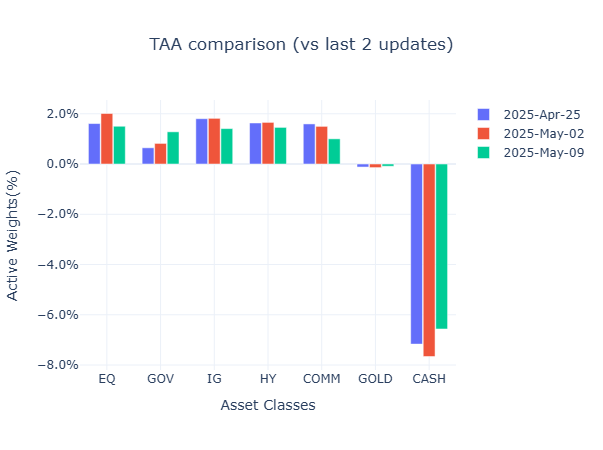 TAA comparison (vs last 2 updates)
2025-Apr-25
2025-May-02
2025-May-09
2.0%
0.0%
−2.0%
−4.0%
−6.0%
−8.0%
Active Weights(%)
EQ GOV IG HY COMM GOLD CASH
Asset Classes